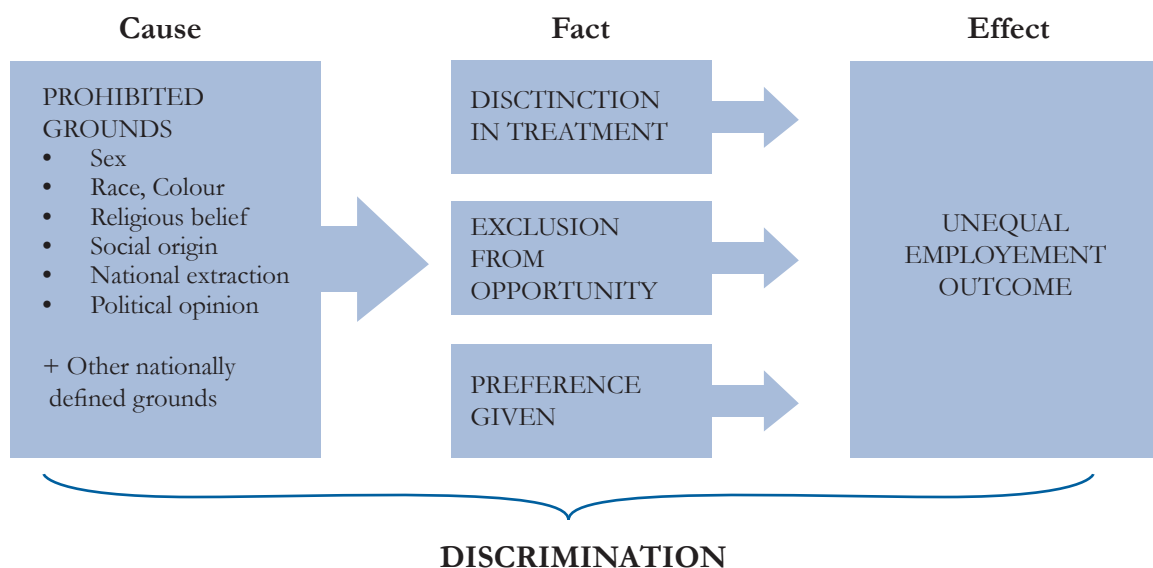 Cause
PROHIBITED
GROUNDS
• Sex
• Race, Colour
• Religious belief
• Social origin
• National extraction
• Political opinion
+ Other nationally
defined grounds
Fact
DISCTINCTION
IN TREATMENT
EXCLUSION
FROM
OPPORTUNITY
PREFERENCE
GIVEN
Effect
UNEQUAL
EMPLOYEMENT
OUTCOME
DISCRIMINATION